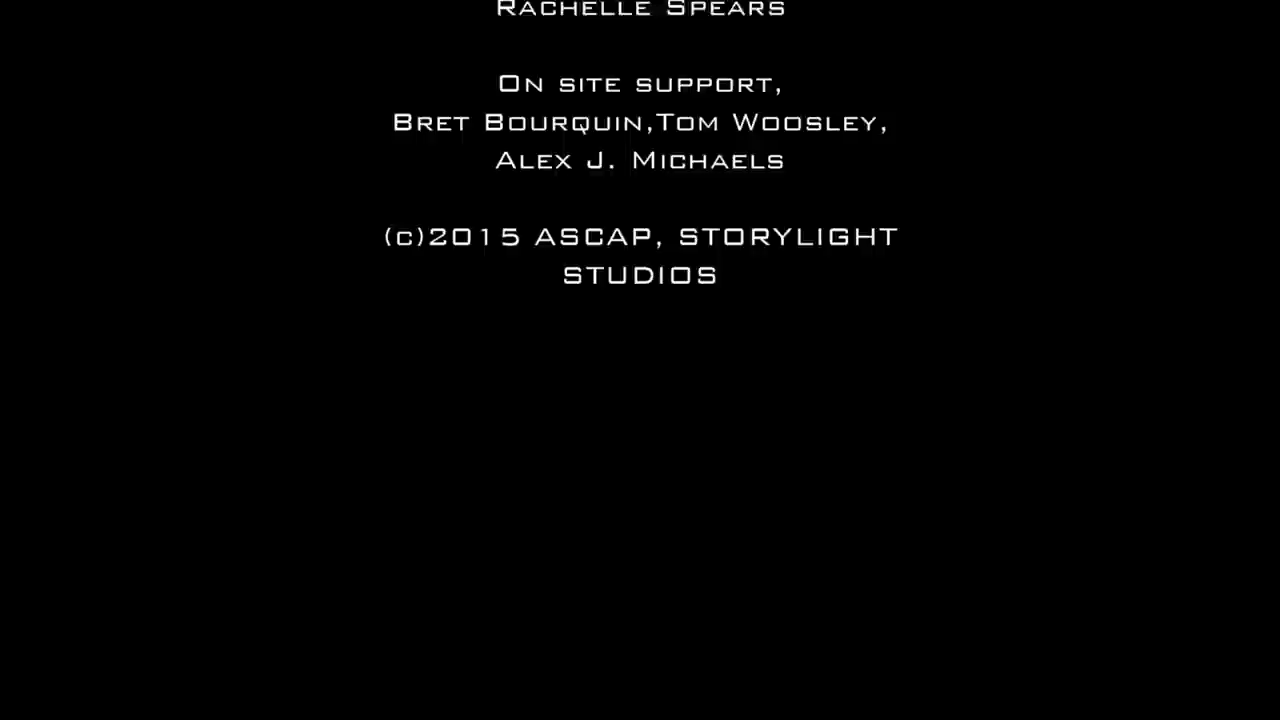 Rachelle Spears
On site support,
Bret Bourquin,Tom Woosley,
Alex J. Michaels
(c)2015 ASCAP, STORYLIGHT
STUDIOS